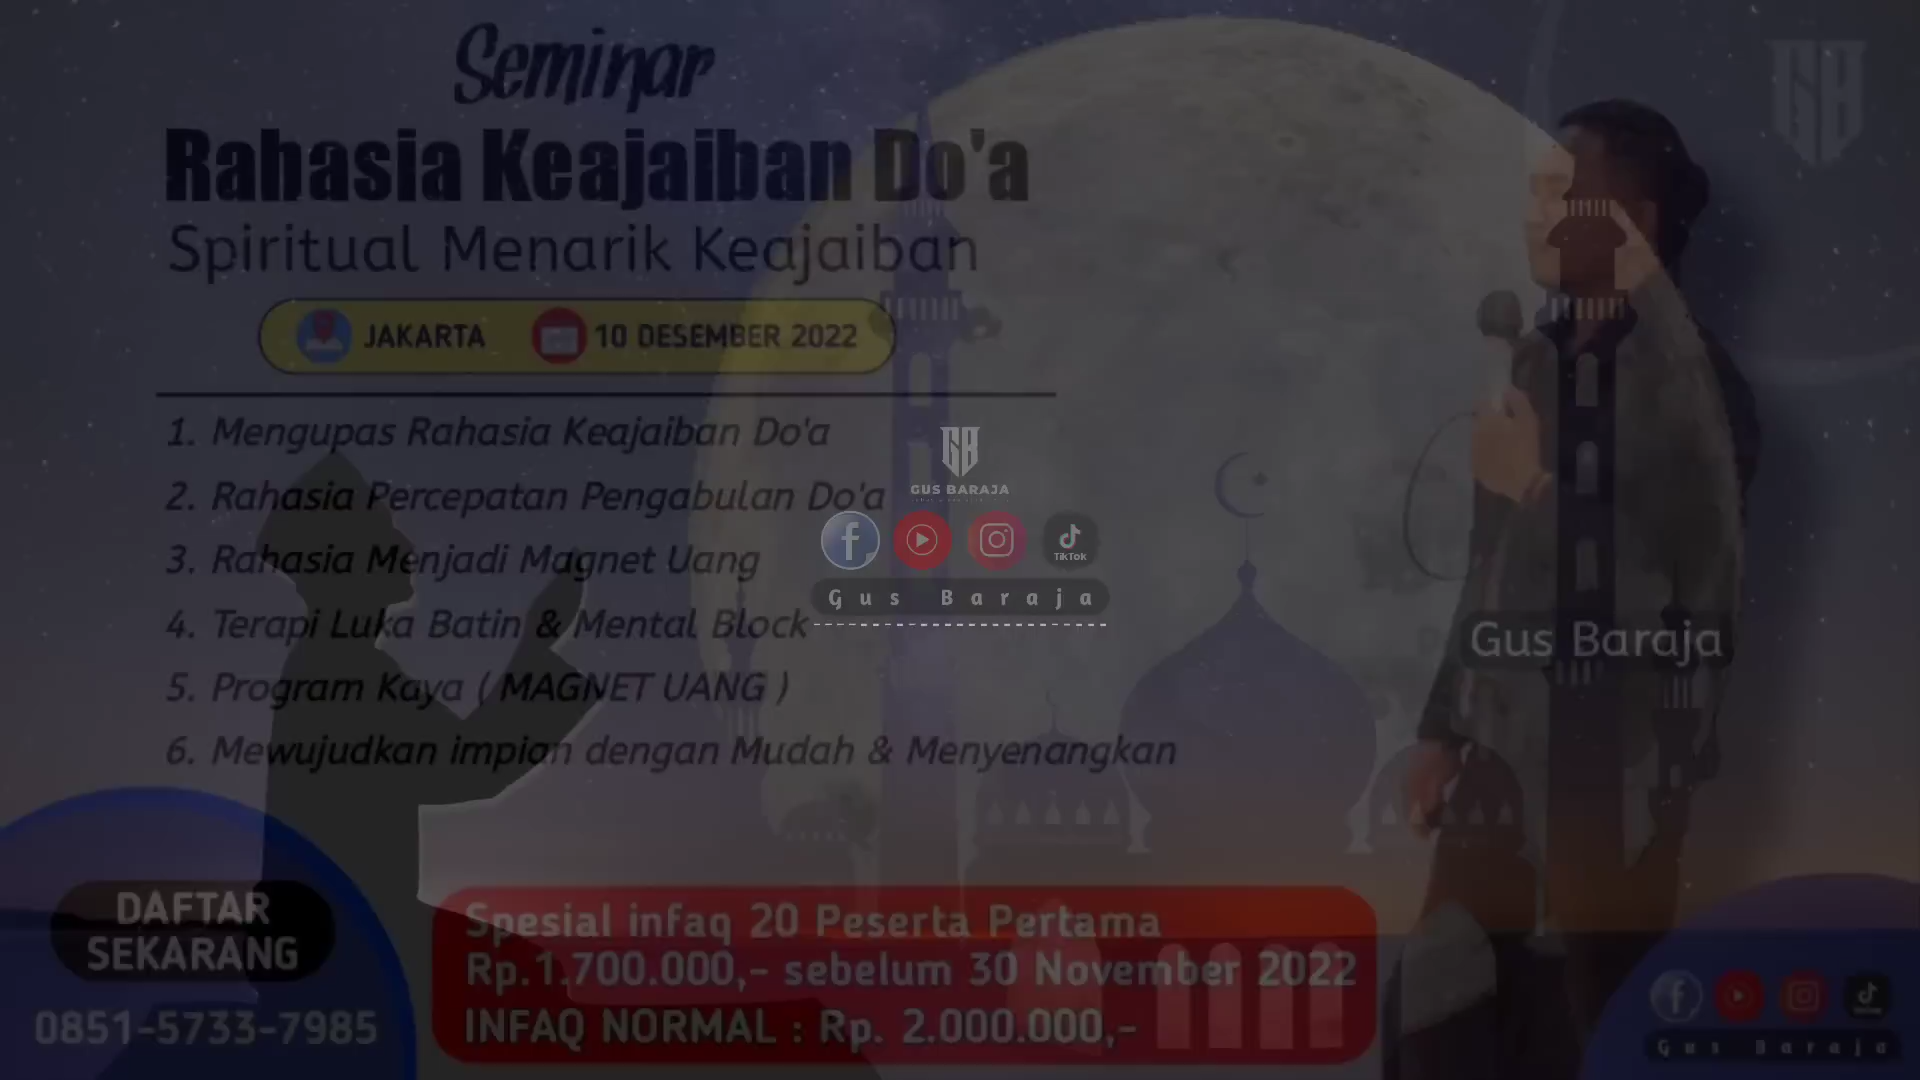 Seminar
Rahasia Keajaiban Do'a
Spiritual Menarik Keajaiban
JAKARTA 10 DESEMBER 2022
1. Mengupas Rahasia Keajaiban Do'a
2. Rahasia Percepatan Pengabulan Do'a
3. Rahasia Menjadi Magnet Uang
4. Terapi Luka Batin & Mental Block
5. Program Kaya ( MAGNET UANG )
6. Mewujudkan impian dengan Mudah & Menyenangkan
GUS BARAJA
TikTok
Gus Baraja
Gus Baraja
DAFTAR
SEKARANG
0851-5733-7985
Spesial infaq 20 Peserta Pertama
Rp.1.700.000,- sebelum 30 November 2022
INFAQ NORMAL : Rp. 2.000.000,-
Gus Baraja